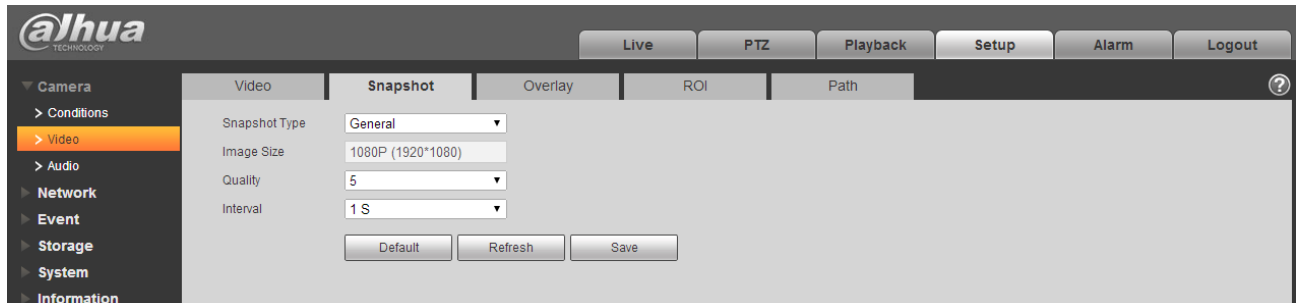 alhua
TECHNOLOGY
Live PTZ Playback Setup Alarm Logout
Camera
> Conditions
> Video
> Audio
Network
Event
Storage
System
Information
Video Snapshot Overlay ROI Path ?
Snapshot Type General
Image Size 1080P (1920*1080)
Quality 5
Interval 1 S
Default Refresh Save